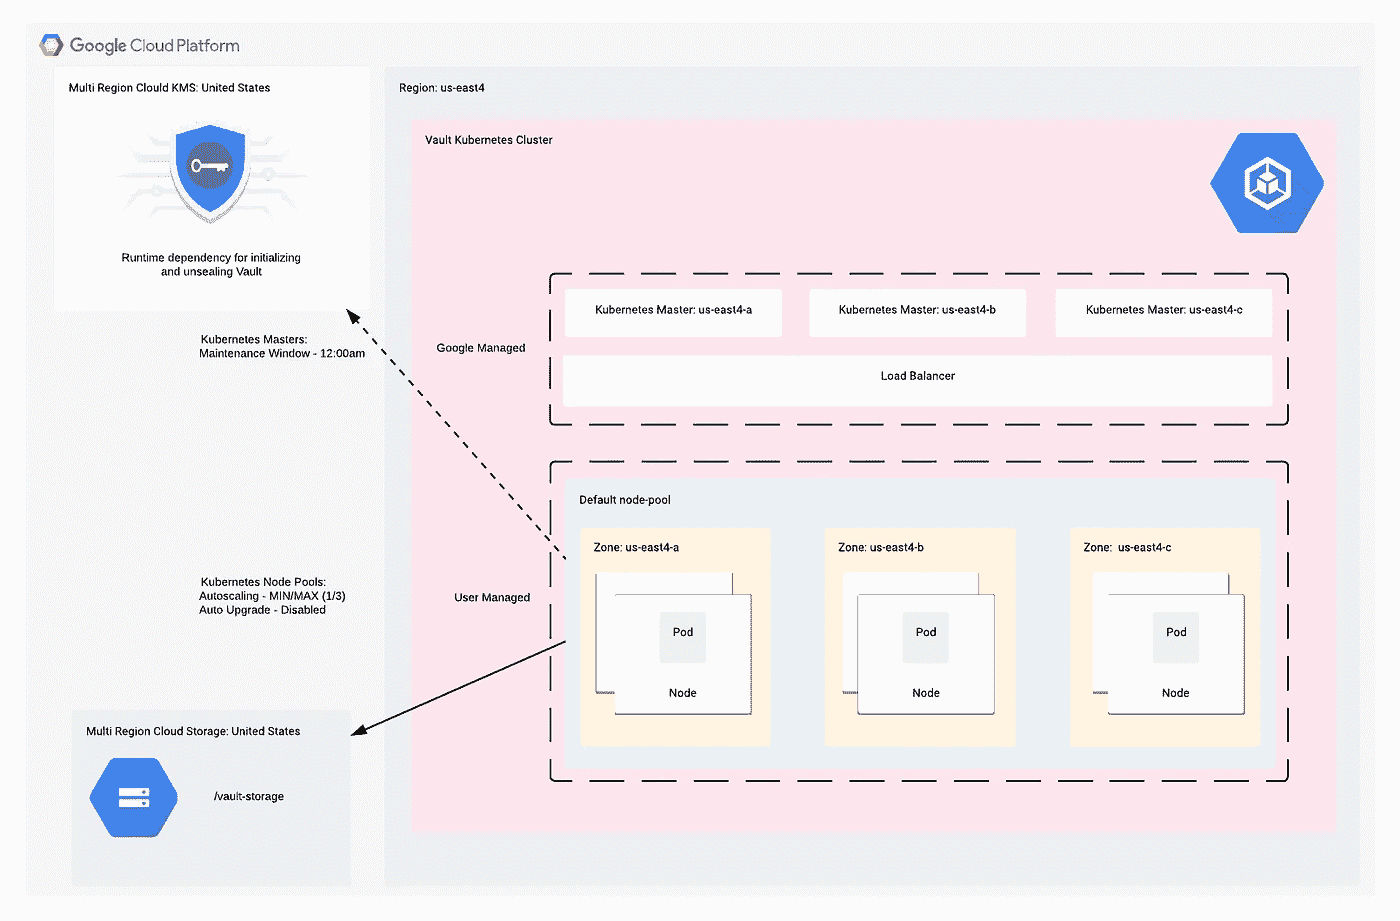 Google Cloud Platform
Multi Region Clould KMS: United States
Runtime dependency for initializing
and unsealing Vault
Kubernetes Masters:
Maintenance Window - 12:00am
Kubernetes Node Pools:
Autoscaling - MIN/MAX (1/3)
Auto Upgrade - Disabled
Multi Region Cloud Storage: United States
/vault-storage
Region: us-east4
Vault Kubernetes Cluster
Google Managed
Kubernetes Master: us-east4-a
Kubernetes Master: us-east4-b
Kubernetes Master: us-east4-c
Load Balancer
User Managed
Default node-pool
Zone: us-east4-a
Pod
Node
Zone: us-east4-b
Pod
Node
Zone: us-east4-c
Pod
Node